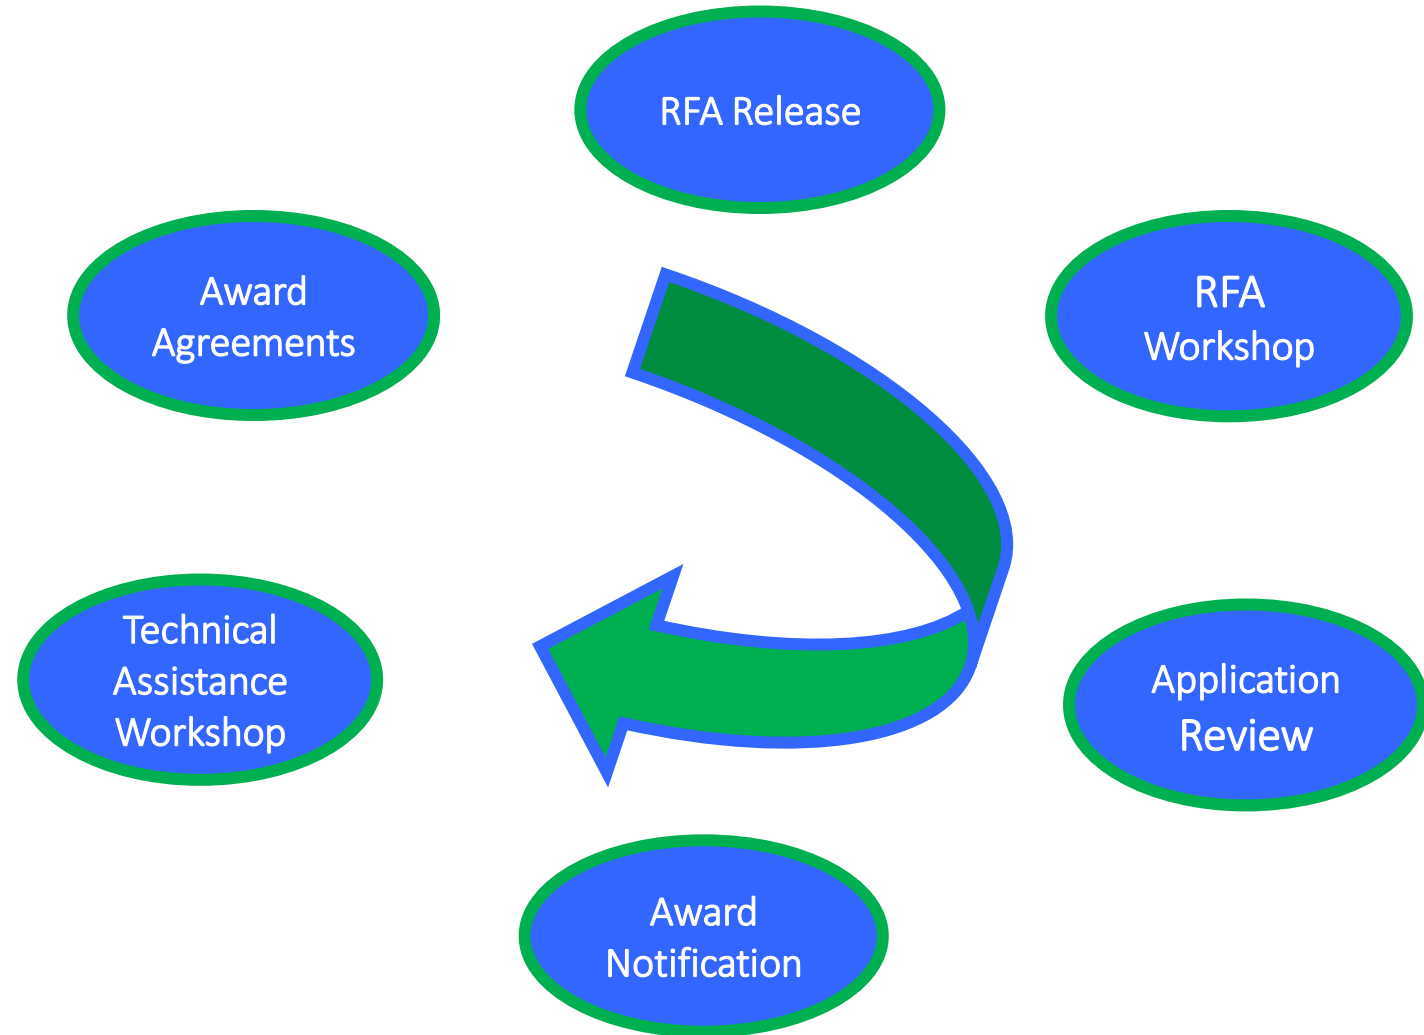 RFA Release
RFA
Workshop
Application
Review
Award
Notification
Technical
Assistance
Workshop
Award
Agreements